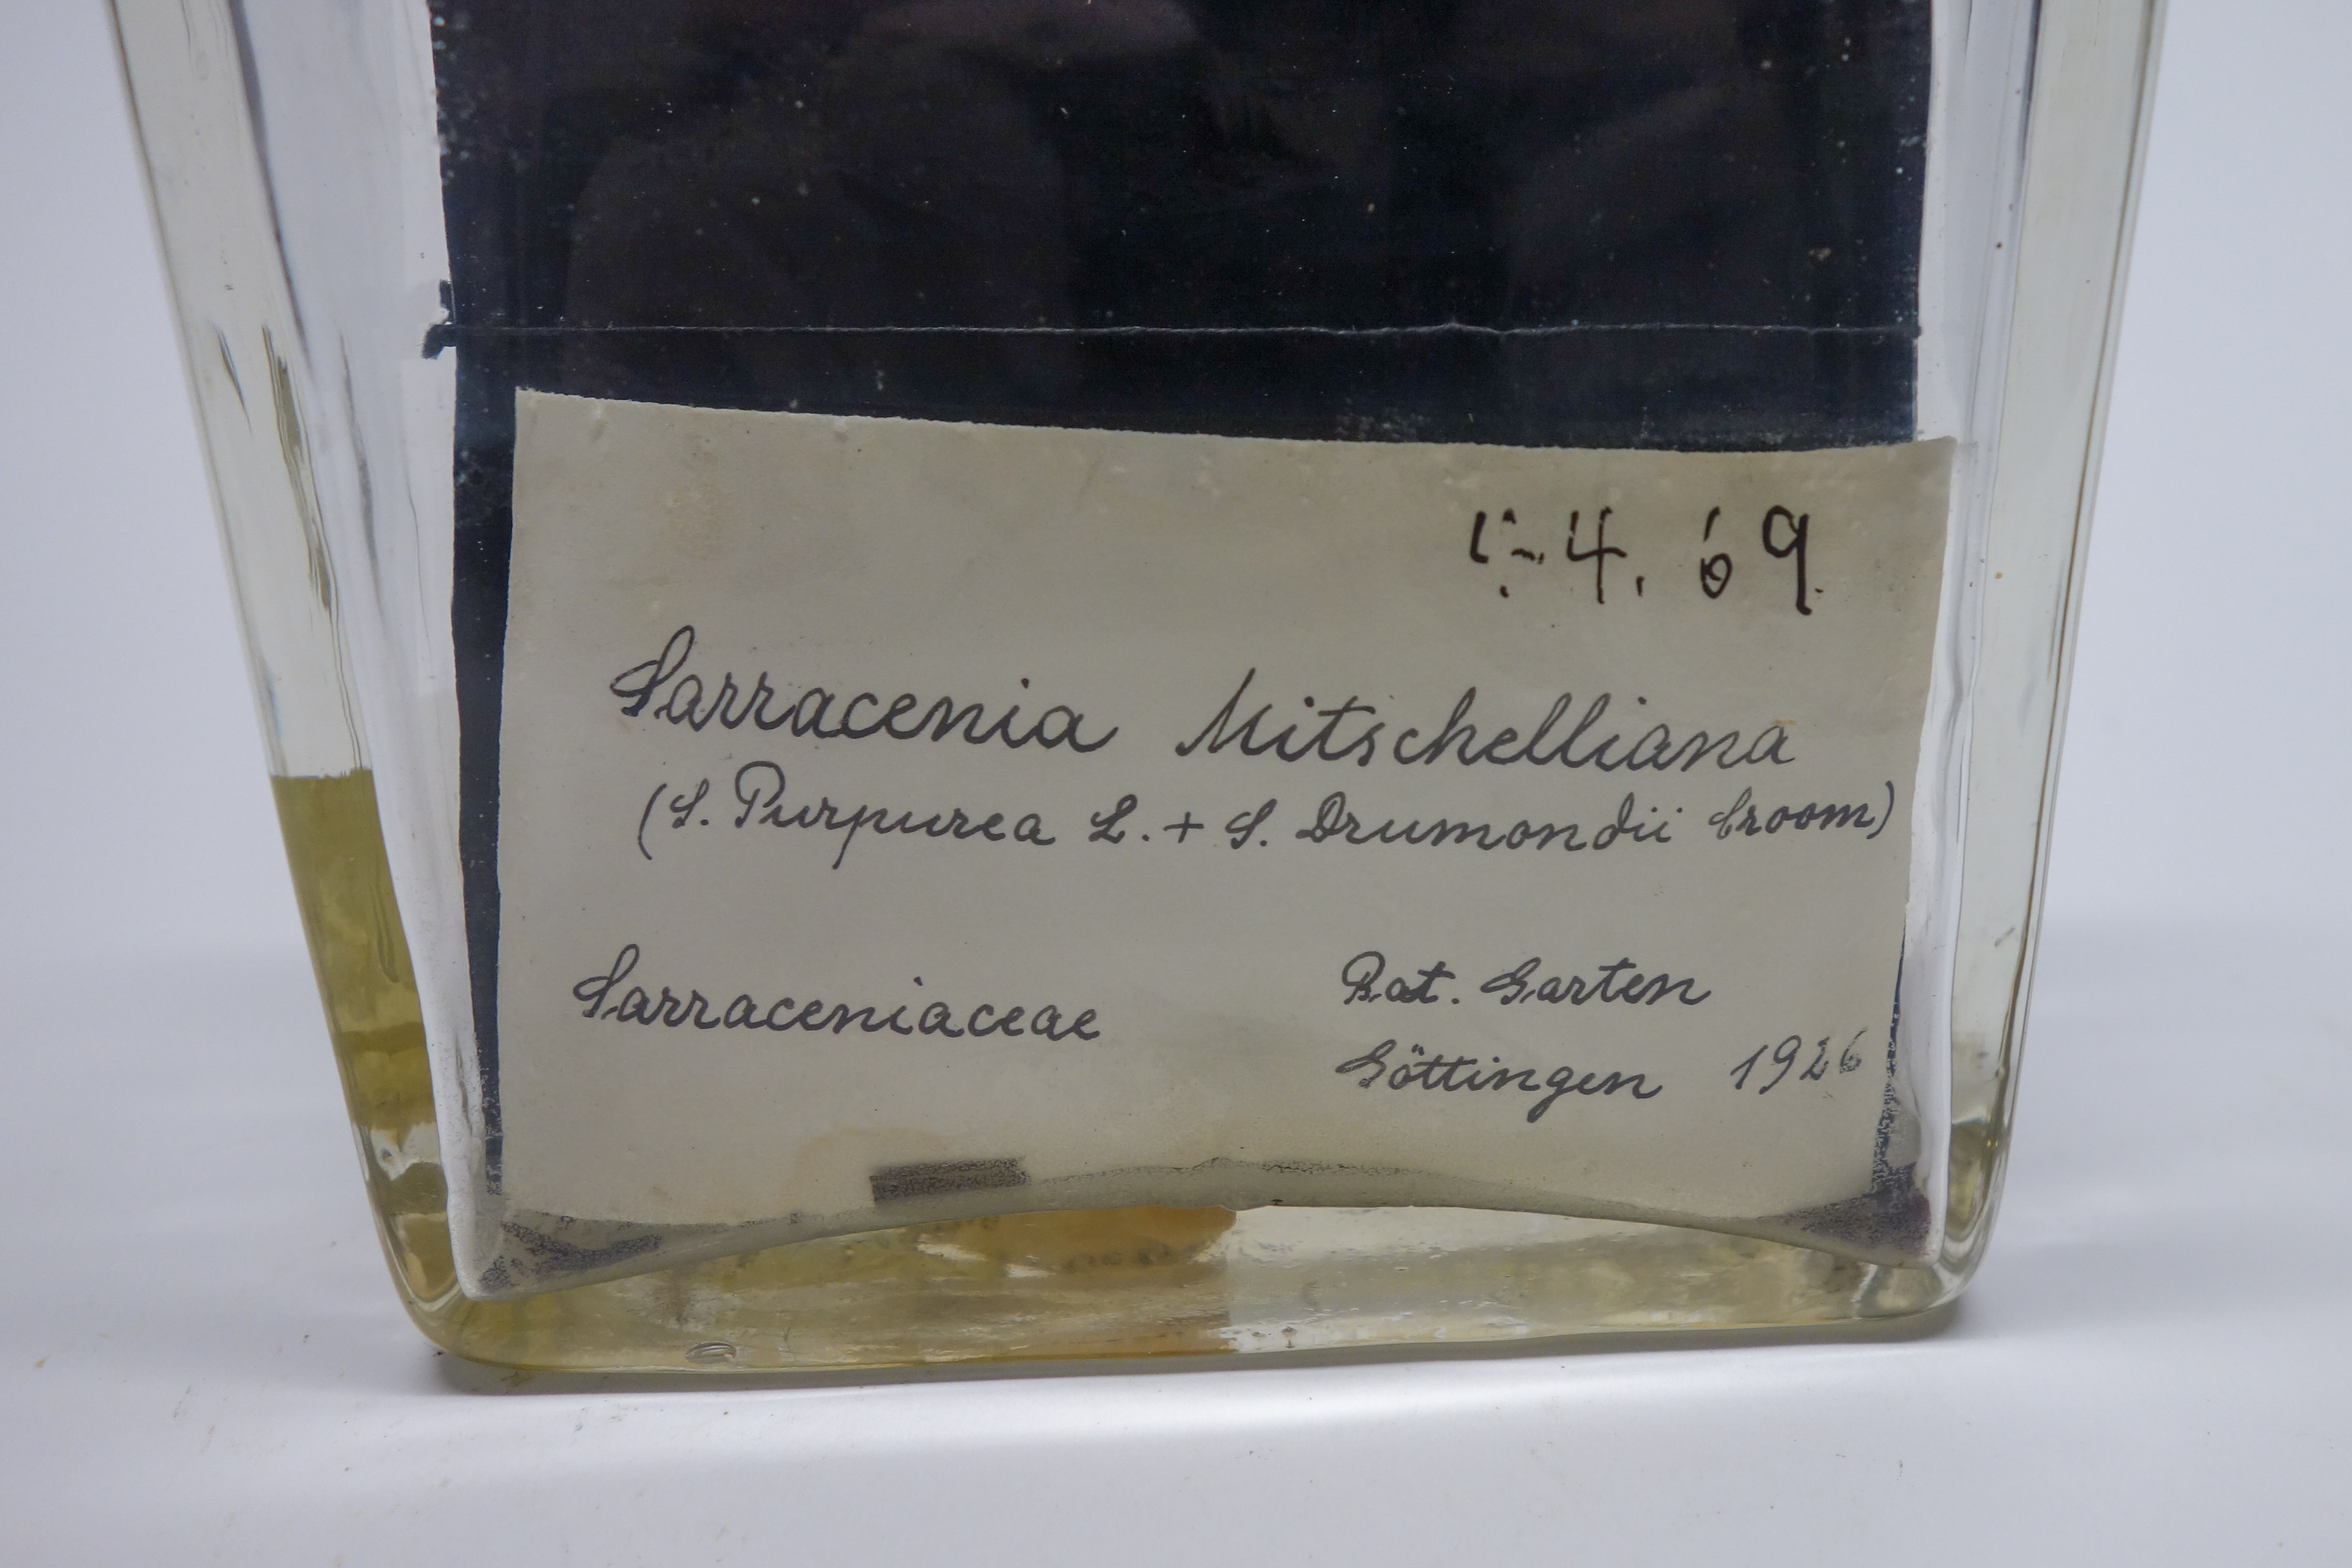 4. 69
Sarracenia Mitschelliana
(S. Purpurea L. + S. Drumondii Croom)
Sarraceniaceae
Bot. Garten
Göttingen 1926